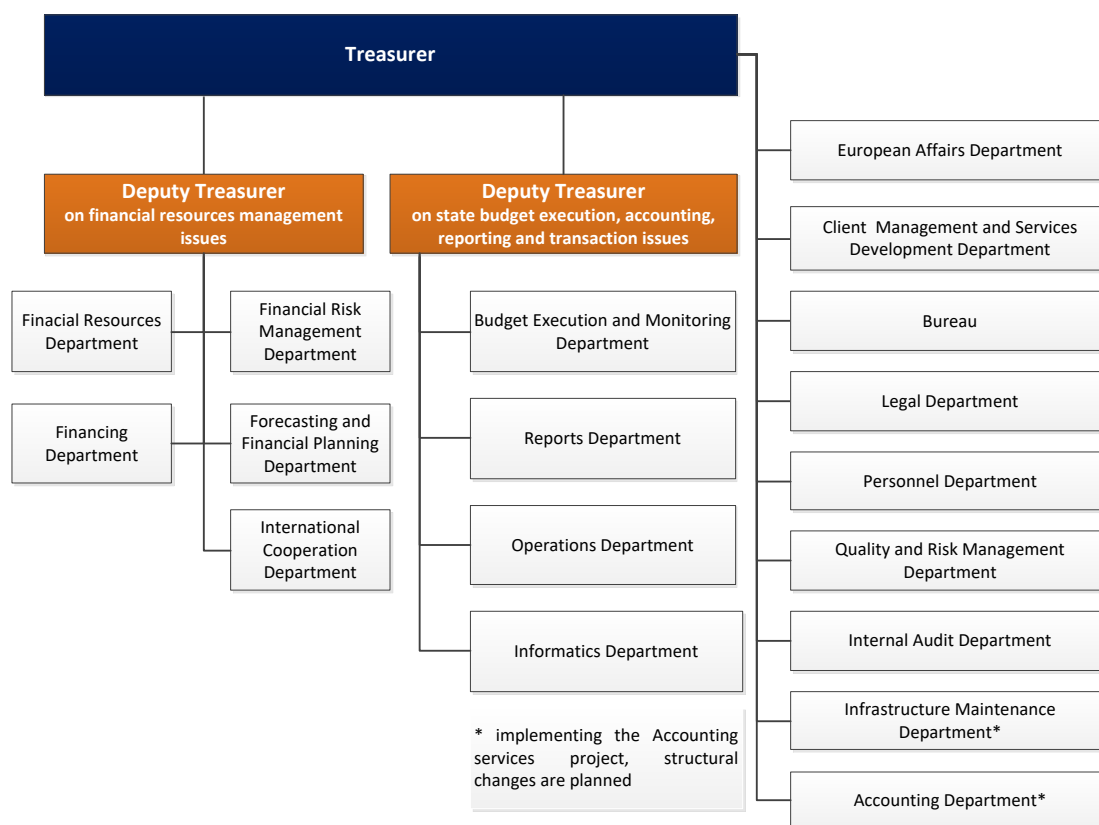 Treasurer
Deputy Treasurer
on financial resources management
issues
Deputy Treasurer
on state budget execution, accounting,
reporting and transaction issues
Finacial Resources
Department
Financial Risk
Management
Department
Financing
Department
Forecasting and
Financial Planning
Department
International
Cooperation
Department
Budget Execution and Monitoring
Department
Reports Department
Operations Department
Informatics Department
* implementing the Accounting
services project, structural
changes are planned
European Affairs Department
Client Management and Services
Development Department
Bureau
Legal Department
Personnel Department
Quality and Risk Management
Department
Internal Audit Department
Infrastructure Maintenance
Department*
Accounting Department*